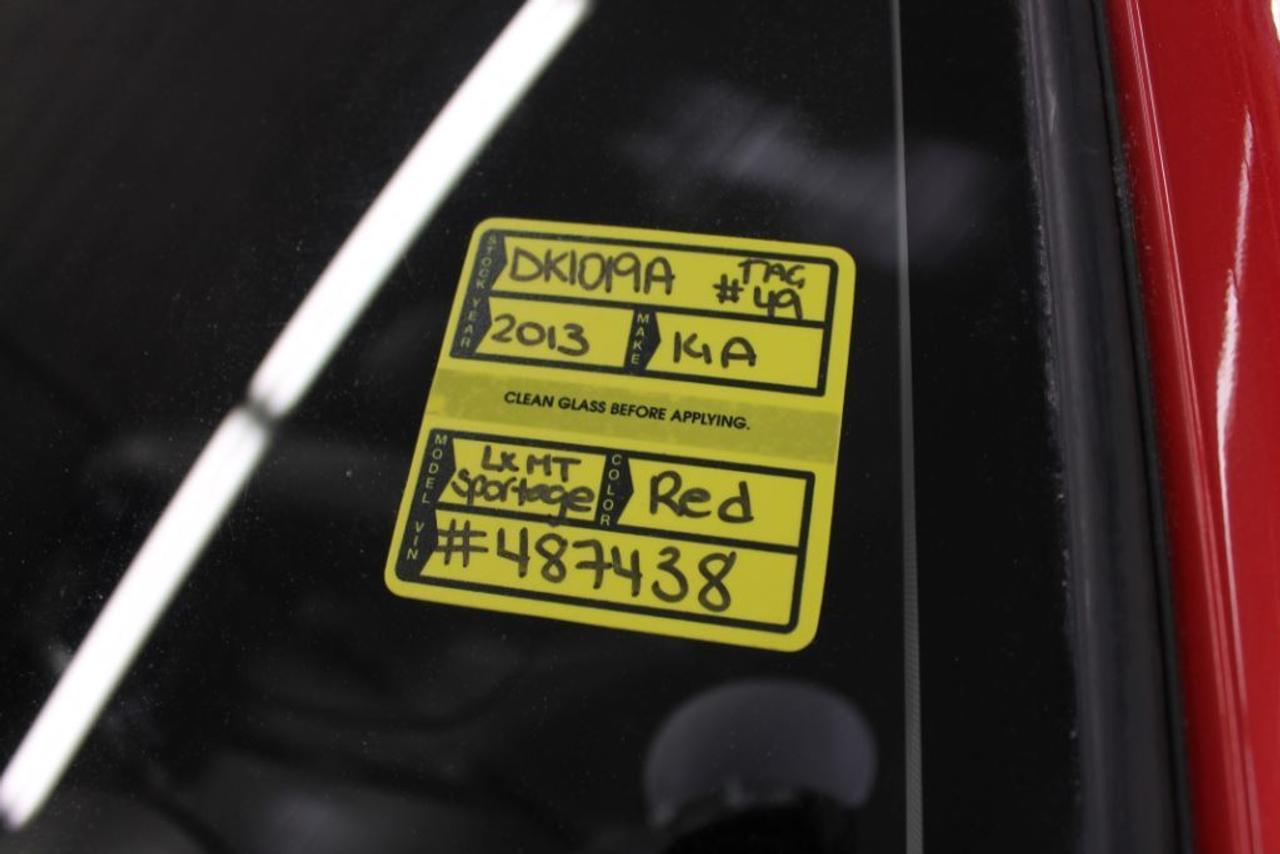 STOCK DK1019A TAG
#49
YEAR 2013 MAKE KIA
CLEAN GLASS BEFORE APPLYING.
MODEL LX MT
Sportage COLOR Red
VIN #487438